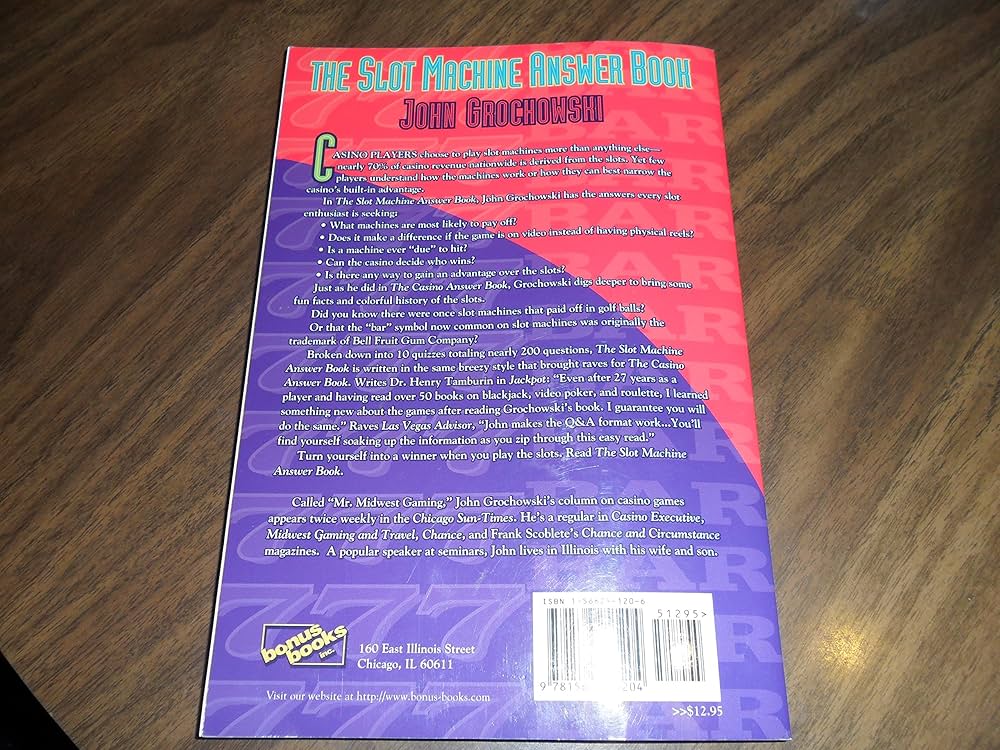 THE SLOT MACHINE ANSWER BOOK
JOHN GROCHOWSKI
CASINO PLAYERS choose to play slot machines more than anything else—
nearly 70% of casino revenue nationwide is derived from the slots. Yet few
players understand how the machines work or how they can best narrow the
casino's built-in advantage.
In The Slot Machine Answer Book, John Grochowski has the answers every slot
enthusiast is seeking:
• What machines are most likely to pay off?
• Does it make a difference if the game is on video instead of having physical reels?
• Is a machine ever "due" to hit?
• Can the casino decide who wins?
• Is there any way to gain an advantage over the slots?
Just as he did in The Casino Answer Book, Grochowski digs deeper to bring some
fun facts and colorful history of the slots.
Did you know there were once slot machines that paid off in golf balls?
Or that the "bar" symbol now common on slot machines was originally the
trademark of Bell Fruit Gum Company?
Broken down into 10 quizzes totaling nearly 200 questions, The Slot Machine
Answer Book is written in the same breezy style that brought raves for The Casino
Answer Book. Writes Dr. Henry Tamburin in Jackpot: "Even after 27 years as a
player and having read over 50 books on blackjack, video poker, and roulette, I learned
something new about the games after reading Grochowski's book. I guarantee you will
do the same." Raves Las Vegas Advisor, "John makes the Q&A format work...You'll
find yourself soaking up the information as you zip through this easy read."
Turn yourself into a winner when you play the slots. Read The Slot Machine
Answer Book.
Called "Mr. Midwest Gaming," John Grochowski's column on casino games
appears twice weekly in the Chicago Sun-Times. He's a regular in Casino Executive,
Midwest Gaming and Travel, Chance, and Frank Scoblete's Chance and Circumstance
magazines. A popular speaker at seminars, John lives in Illinois with his wife and son.
bonus
books
inc.
160 East Illinois Street
Chicago, IL 60611
Visit our website at http://www.bonus-books.com
ISBN
120-6
51295>
9 7815
204
>>$12.95
BAR
BAR
BAR
BAR
BAR
BAR
BAR
777
777